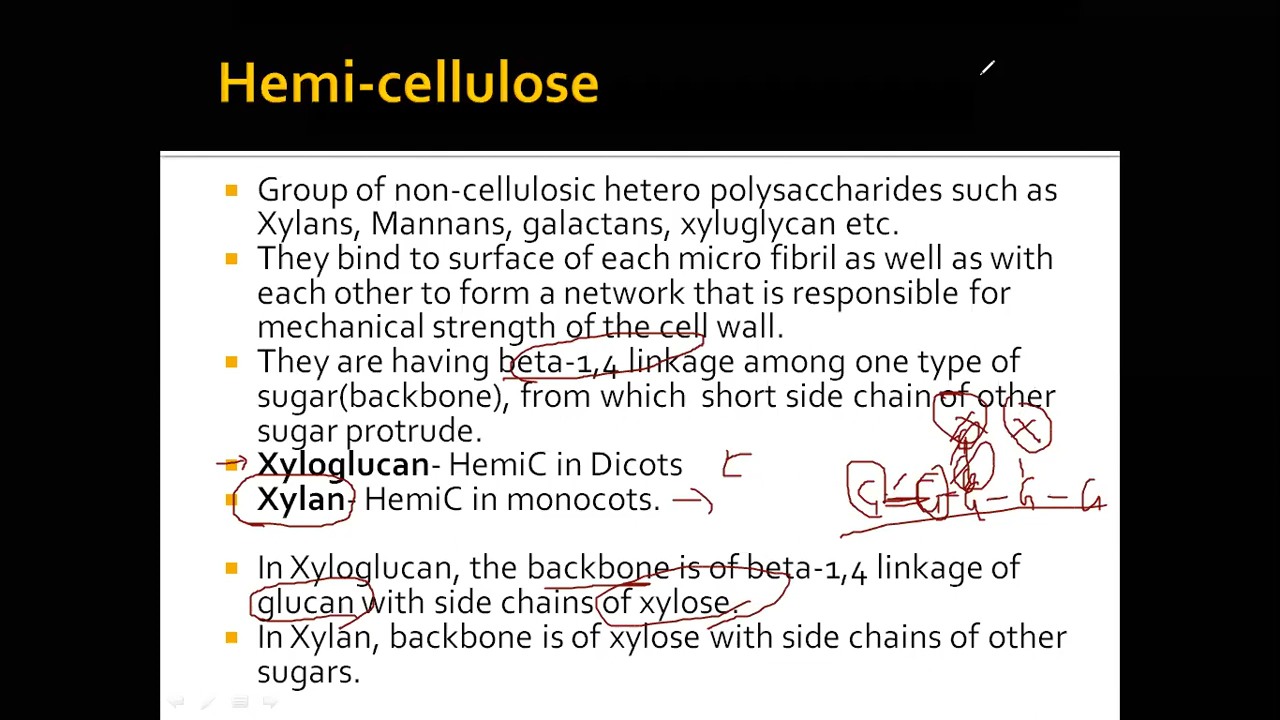 Hemi-cellulose
Group of non-cellulosic hetero polysaccharides such as
Xylans, Mannans, galactans, xyluglycan etc.
They bind to surface of each micro fibril as well as with
each other to form a network that is responsible for
mechanical strength of the cell wall.
They are having beta-1,4 linkage among one type of
sugar(backbone), from which short side chain of other
sugar protrude.
X X
Xyloglucan- HemiC in Dicots
Xylan- HemiC in monocots.
G = G - G - G - G
In Xyloglucan, the backbone is of beta-1,4 linkage of
glucan with side chains of xylose.
In Xylan, backbone is of xylose with side chains of other
sugars.